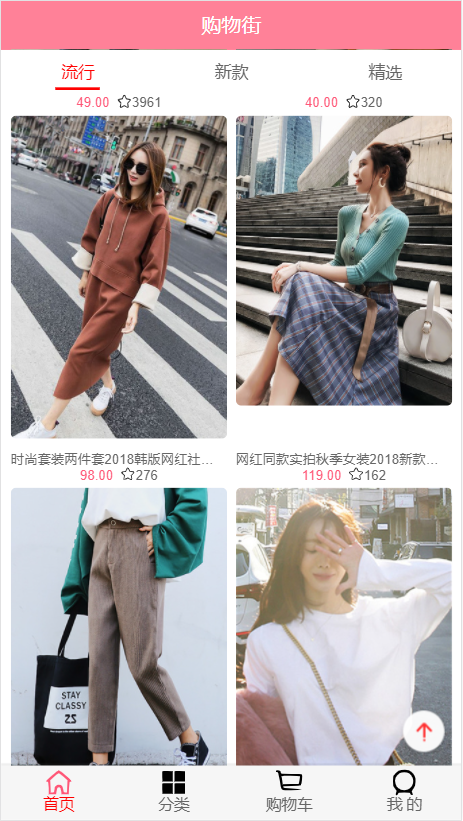 购物街
流行
新款
精选
49.00 3961
40.00 320
时尚套装两件套2018韩版网红社…
网红同款实拍秋季女装2018新款…
98.00 276
119.00 162
STAY
CLASSY
首页
分类
购物车
我的